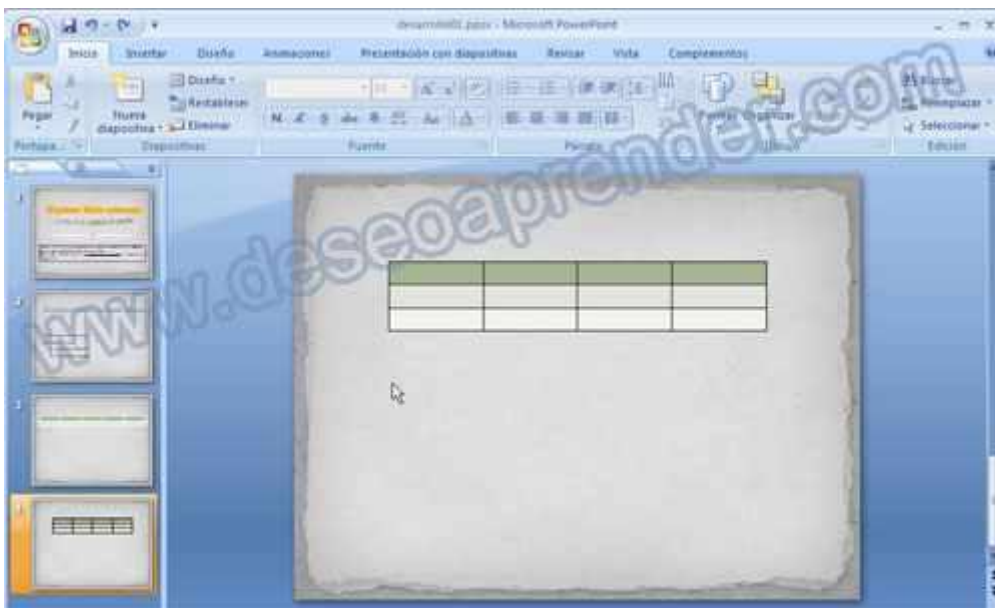 desarrollo01.pptx - Microsoft PowerPoint
Inicio Insertar Diseño Animaciones Presentación con diapositivas Revisar Vista Complementos
Pegar
Nueva diapositiva
Diseño
Restablecer
Eliminar
Buscar
Reemplazar
Seleccionar
Diapositivas Fuente Párrafo Dibujo Edición
www.deseoaprender.com